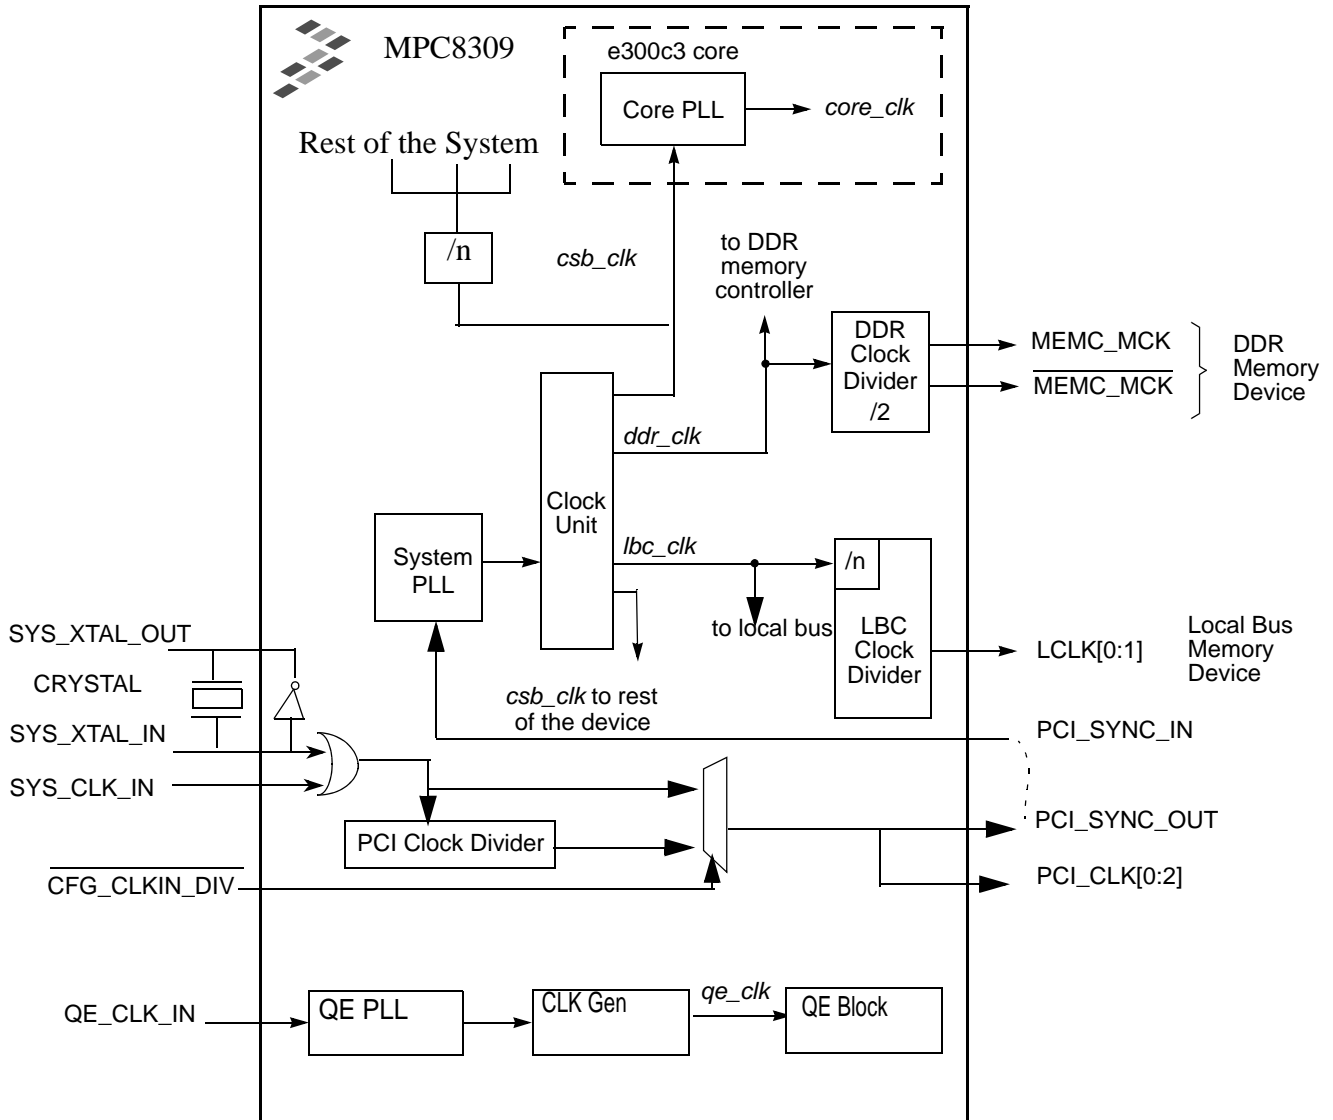 MPC8309
e300c3 core
Core PLL
core_clk
Rest of the System
/n
csb_clk
to DDR
memory
controller
DDR
Clock
Divider
/2
MEMC_MCK
MEMC_MCK
DDR
Memory
Device
ddr_clk
Clock
Unit
lbc_clk
System
PLL
/n
to local bus
LBC
Clock
Divider
LCLK[0:1]
Local Bus
Memory
Device
csb_clk to rest
of the device
SYS_XTAL_OUT
CRYSTAL
SYS_XTAL_IN
SYS_CLK_IN
PCI_SYNC_IN
PCI Clock Divider
PCI_SYNC_OUT
CFG_CLKIN_DIV
PCI_CLK[0:2]
QE_CLK_IN
QE PLL
CLK Gen
qe_clk
QE Block